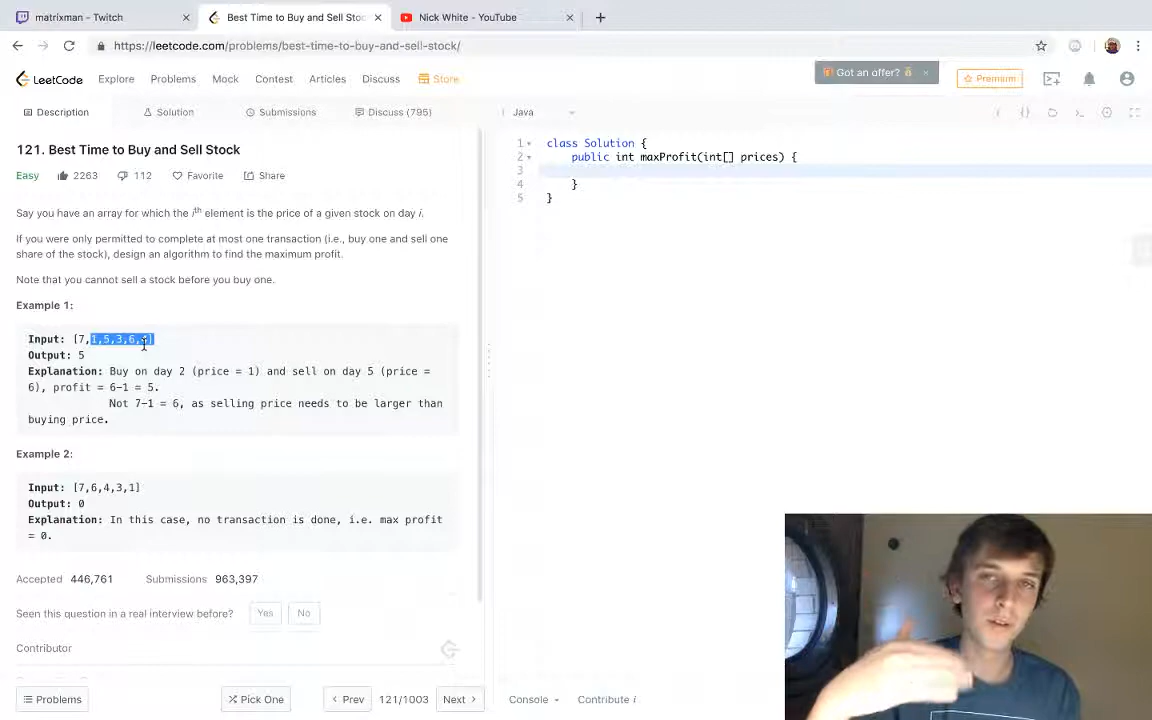 matrixman - Twitch
Best Time to Buy and Sell Stoc
Nick White - YouTube
https://leetcode.com/problems/best-time-to-buy-and-sell-stock/
LeetCode Explore Problems Mock Contest Articles Discuss Store
Got an offer?
Premium
Description Solution Submissions Discuss (795)
Java
121. Best Time to Buy and Sell Stock
Easy 2263 112 Favorite Share
Say you have an array for which the ith element is the price of a given stock on day i.
If you were only permitted to complete at most one transaction (i.e., buy one and sell one
share of the stock), design an algorithm to find the maximum profit.
Note that you cannot sell a stock before you buy one.
Example 1:
Input: [7,1,5,3,6,]
Output: 5
Explanation: Buy on day 2 (price = 1) and sell on day 5 (price =
6), profit = 6-1 = 5.
Not 7-1 = 6, as selling price needs to be larger than
buying price.
Example 2:
Input: [7,6,4,3,1]
Output: 0
Explanation: In this case, no transaction is done, i.e. max profit
= 0.
Accepted 446,761 Submissions 963,397
Seen this question in a real interview before? Yes No
Contributor
Problems Pick One Prev 121/1003 Next
1 class Solution {
2 public int maxProfit(int[] prices) {
3
4 }
5 }
Console Contribute i